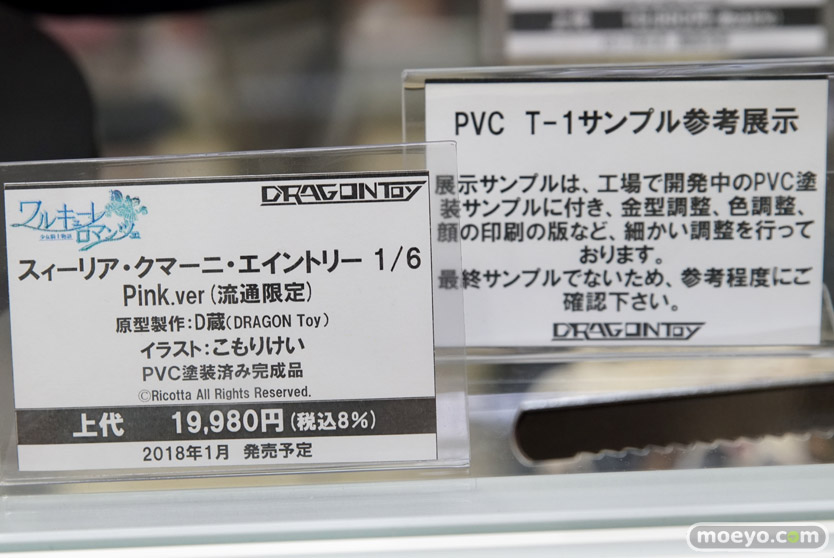 ワルキューレ
ロマンツェ
少女騎士物語
DRAGON Toy
スィーリア・クマーニ・エイントリー 1/6
Pink.ver(流通限定)
原型製作:D蔵(DRAGON Toy)
イラスト:こもりけい
PVC塗装済み完成品
©Ricotta All Rights Reserved.
上代 19,980円(税込8%)
2018年1月 発売予定
PVC T-1サンプル参考展示
展示サンプルは、工場で開発中のPVC塗
装サンプルに付き、金型調整、色調整、
顔の印刷の版など、細かい調整を行って
おります。
最終サンプルでないため、参考程度にご
確認下さい。
DRAGON Toy
moeyo.com